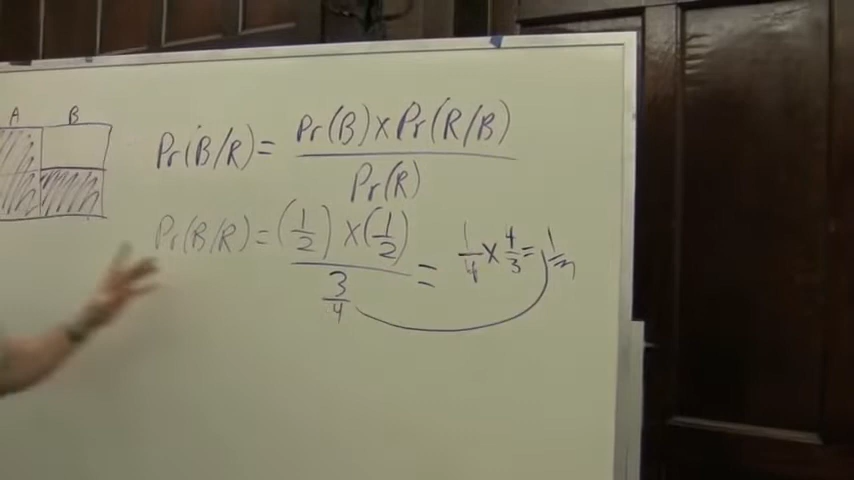 A B
Pr(B/R) = Pr(B)×Pr(R/B) / Pr(R)
Pr(B/R) = (1/2)×(1/2) / 3/4 = 1/4 × 4/3 = 1/3